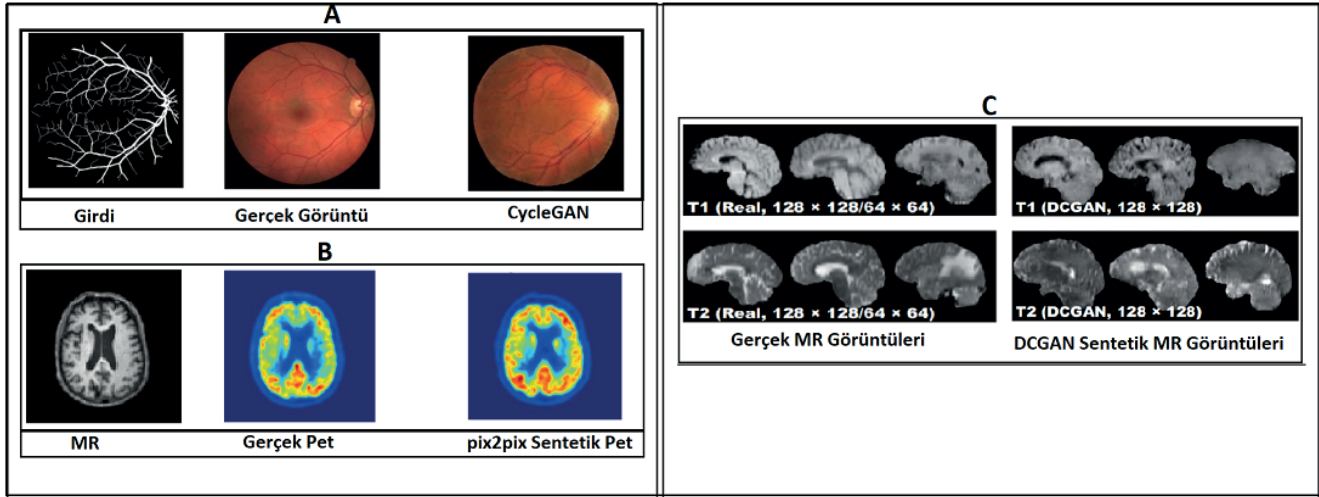 A
Girdi
Gerçek Görüntü
CycleGAN
B
MR
Gerçek Pet
pix2pix Sentetik Pet
C
T1 (Real, 128 × 128/64 × 64)
T1 (DCGAN, 128 × 128)
T2 (Real, 128 × 128/64 × 64)
T2 (DCGAN, 128 × 128)
Gerçek MR Görüntüleri
DCGAN Sentetik MR Görüntüleri